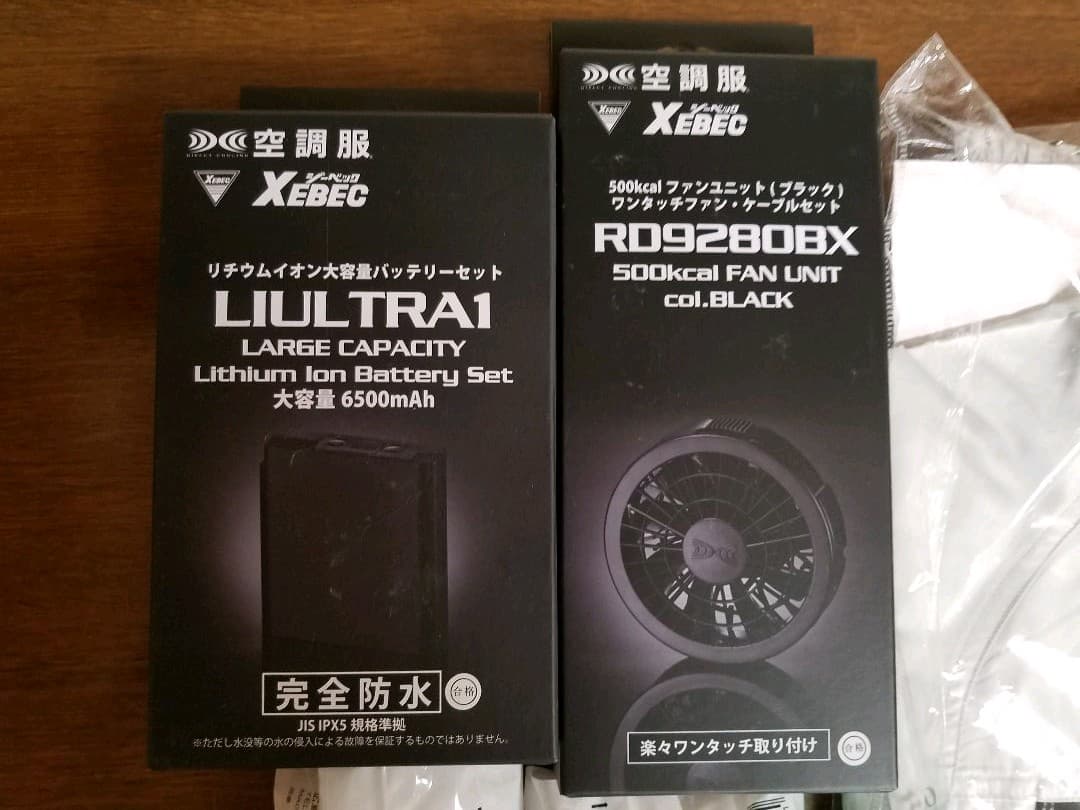 空調服
DIRECT COOLING
XEBEC
ジーベック
XEBEC
リチウムイオン大容量バッテリーセット
LIULTRA1
LARGE CAPACITY
Lithium Ion Battery Set
大容量 6500mAh
完全防水
合格
JIS IPX5 規格準拠
※ただし水没等の水の侵入による故障を保証するものではありません。
空調服
DIRECT COOLING
XEBEC
ジーベック
XEBEC
500kcal ファンユニット(ブラック)
ワンタッチファン・ケーブルセット
RD9280BX
500kcal FAN UNIT
col.BLACK
楽々ワンタッチ取り付け
合格